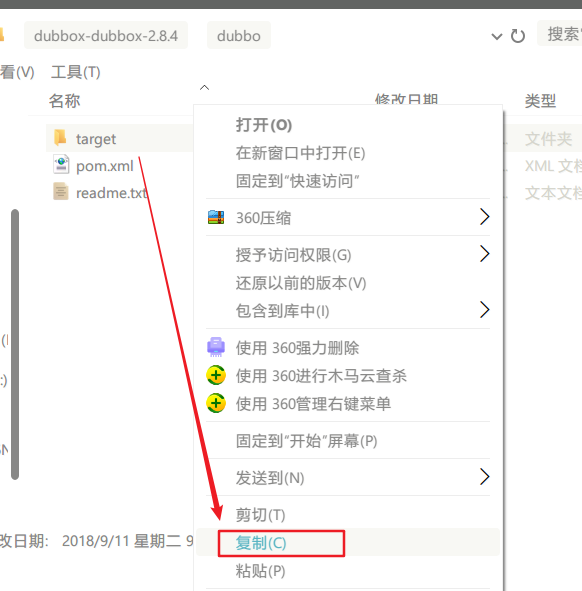 dubbox-dubbox-2.8.4 dubbo 搜索"
看(V) 工具(T)
名称 修改日期 类型
target 文件夹
pom.xml XML 文档
readme.txt 文本文档
打开(O)
在新窗口中打开(E)
固定到"快速访问"
360压缩
授予访问权限(G)
还原以前的版本(V)
包含到库中(I)
使用 360强力删除
使用 360进行木马云查杀
使用 360管理右键菜单
固定到"开始"屏幕(P)
发送到(N)
剪切(T)
改日期: 2018/9/11 星期二 9
复制(C)
粘贴(P)